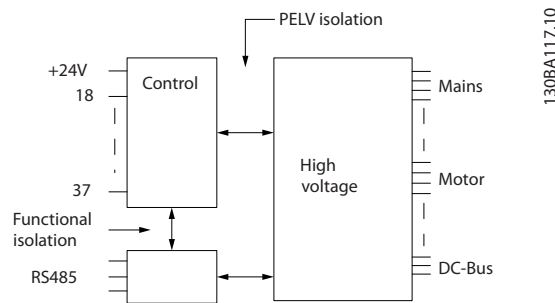 PELV isolation
130BA117.10
+24V
Control
18
Mains
High
voltage
37
Motor
Functional
isolation
RS485
DC-Bus